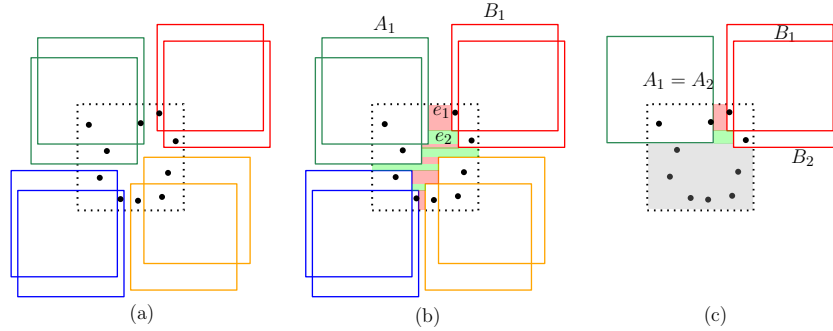 A₁
B₁
e₁
e₂
B₁
A₁ = A₂
B₂
(a)
(b)
(c)